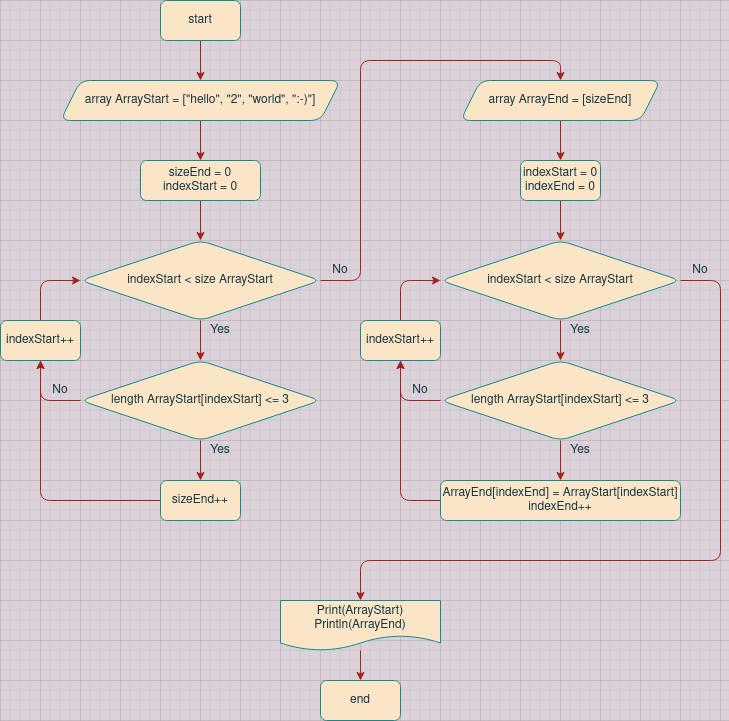 start
array ArrayStart = ["hello", "2", "world", ":-)"]
sizeEnd = 0
indexStart = 0
indexStart < size ArrayStart
No
Yes
indexStart++
No
length ArrayStart[indexStart] <= 3
Yes
sizeEnd++
array ArrayEnd = [sizeEnd]
indexStart = 0
indexEnd = 0
indexStart < size ArrayStart
No
Yes
indexStart++
No
length ArrayStart[indexStart] <= 3
Yes
ArrayEnd[indexEnd] = ArrayStart[indexStart]
indexEnd++
Print(ArrayStart)
Println(ArrayEnd)
end